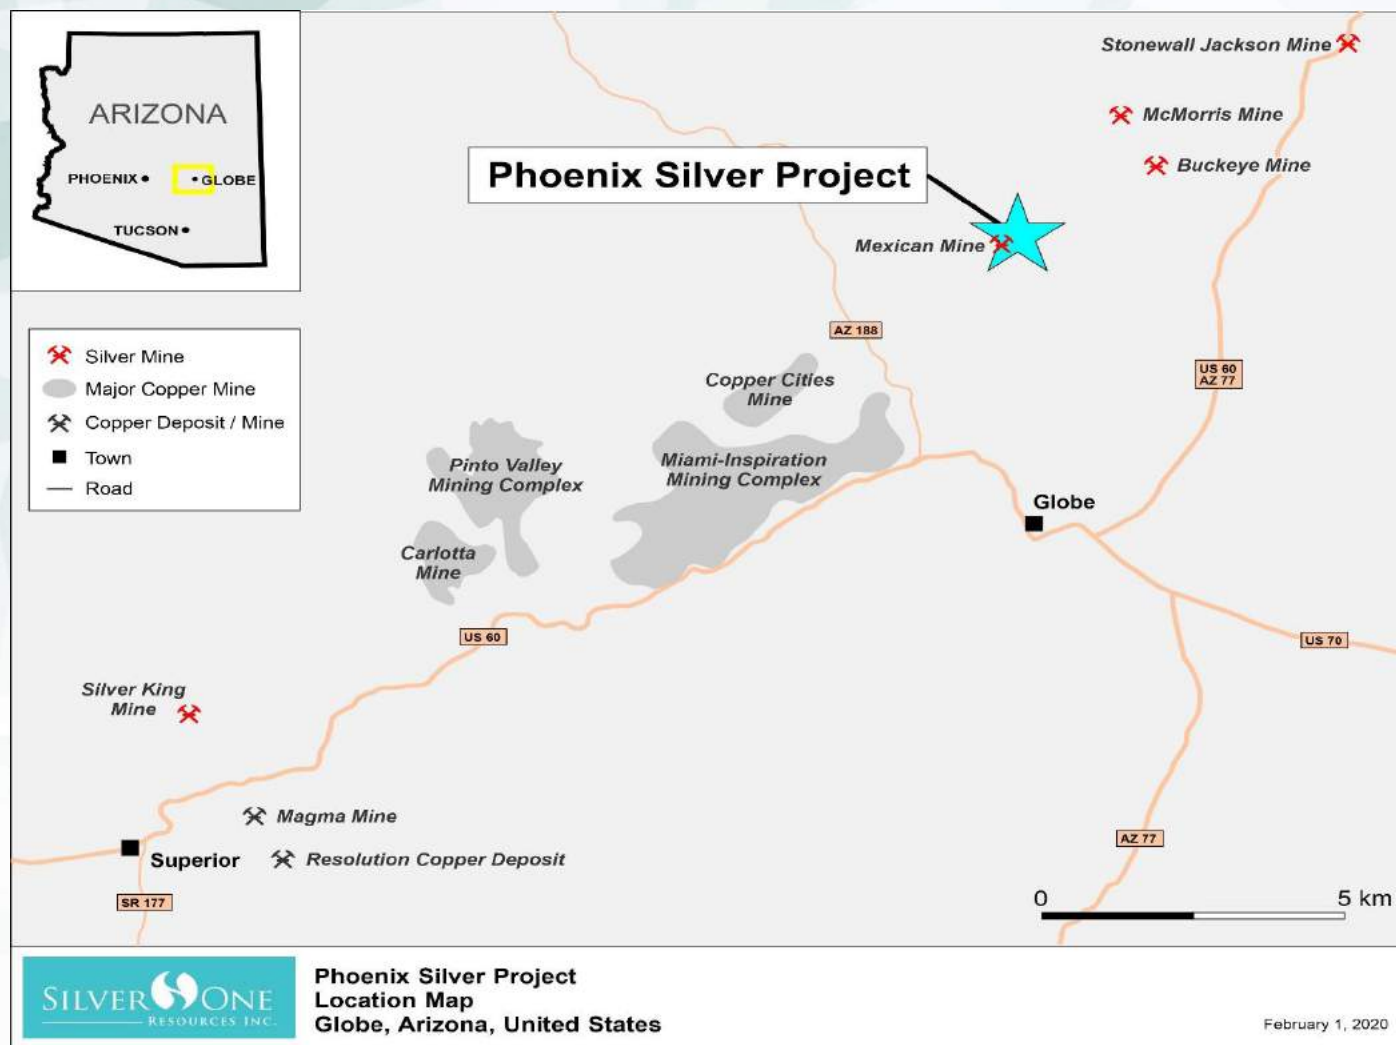 ARIZONA
PHOENIX
GLOBE
TUCSON
Stonewall Jackson Mine
McMorris Mine
Buckeye Mine
Phoenix Silver Project
Mexican Mine
Silver Mine
Major Copper Mine
Copper Deposit / Mine
Town
Road
AZ 188
US 60
AZ 77
Copper Cities
Mine
Pinto Valley
Mining Complex
Miami-Inspiration
Mining Complex
Globe
Carlotta
Mine
US 60
US 70
Silver King
Mine
Magma Mine
AZ 77
Superior
Resolution Copper Deposit
SR 177
0
5 km
SILVER ONE
RESOURCES INC.
Phoenix Silver Project
Location Map
Globe, Arizona, United States
February 1, 2020